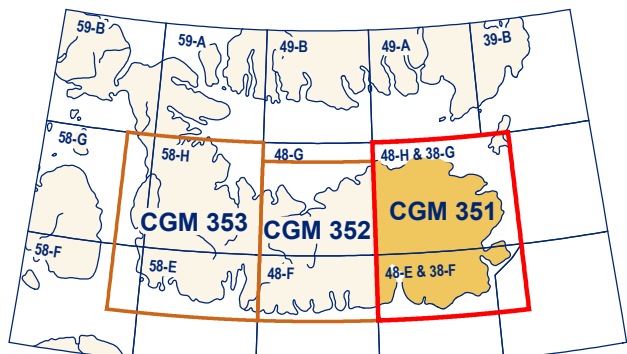 59-B
59-A
49-B
49-A
39-B
58-G
58-H
48-G
48-H & 38-G
CGM 353
CGM 352
CGM 351
58-F
58-E
48-F
48-E & 38-F